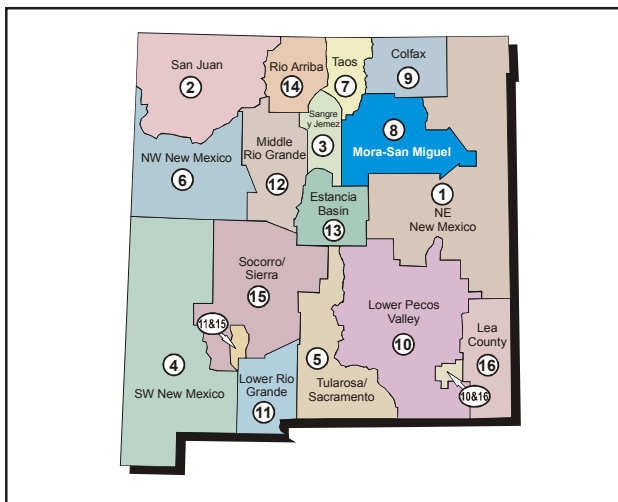 San Juan
2
Rio Arriba
14
Taos
7
Colfax
9
Sangre
y Jemez
3
8
Mora-San Miguel
NW New Mexico
6
Middle
Rio Grande
12
1
NE
New Mexico
Estancia
Basin
13
Socorro/
Sierra
15
11&15
Lower Pecos
Valley
10
Lea
County
16
4
SW New Mexico
5
Tularosa/
Sacramento
Lower Rio
Grande
11
10&16